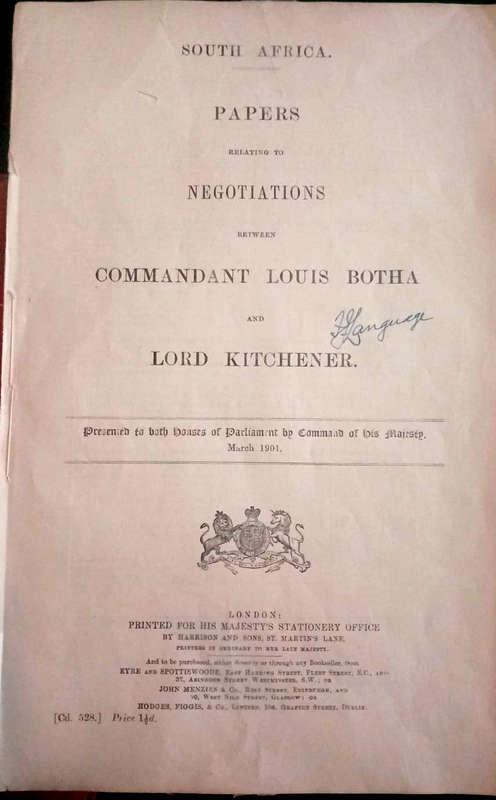 SOUTH AFRICA.
PAPERS
RELATING TO
NEGOTIATIONS
BETWEEN
COMMANDANT LOUIS BOTHA
AND
Language
LORD KITCHENER.
Presented to both Houses of Parliament by Command of His Majesty.
March 1901.
LONDON:
PRINTED FOR HIS MAJESTY'S STATIONERY OFFICE
BY HARRISON AND SONS, ST. MARTIN'S LANE,
PRINTERS IN ORDINARY TO HER LATE MAJESTY.
And to be purchased, either directly or through any Bookseller, from
EYRE AND SPOTTISWOODE, EAST HARDING STREET, FLEET STREET, E.C., AND
32, ABINGDON STREET WESTMINSTER, S.W.; OR
JOHN MENZIES & Co., ROSE STREET, EDINBURGH, AND
90, WEST NILE STREET, GLASGOW; OR
HODGES, FIGGIS, & Co., LIMITED, 104, GRAFTON STREET, DUBLIN.
[Cd. 528.] Price 1½d.